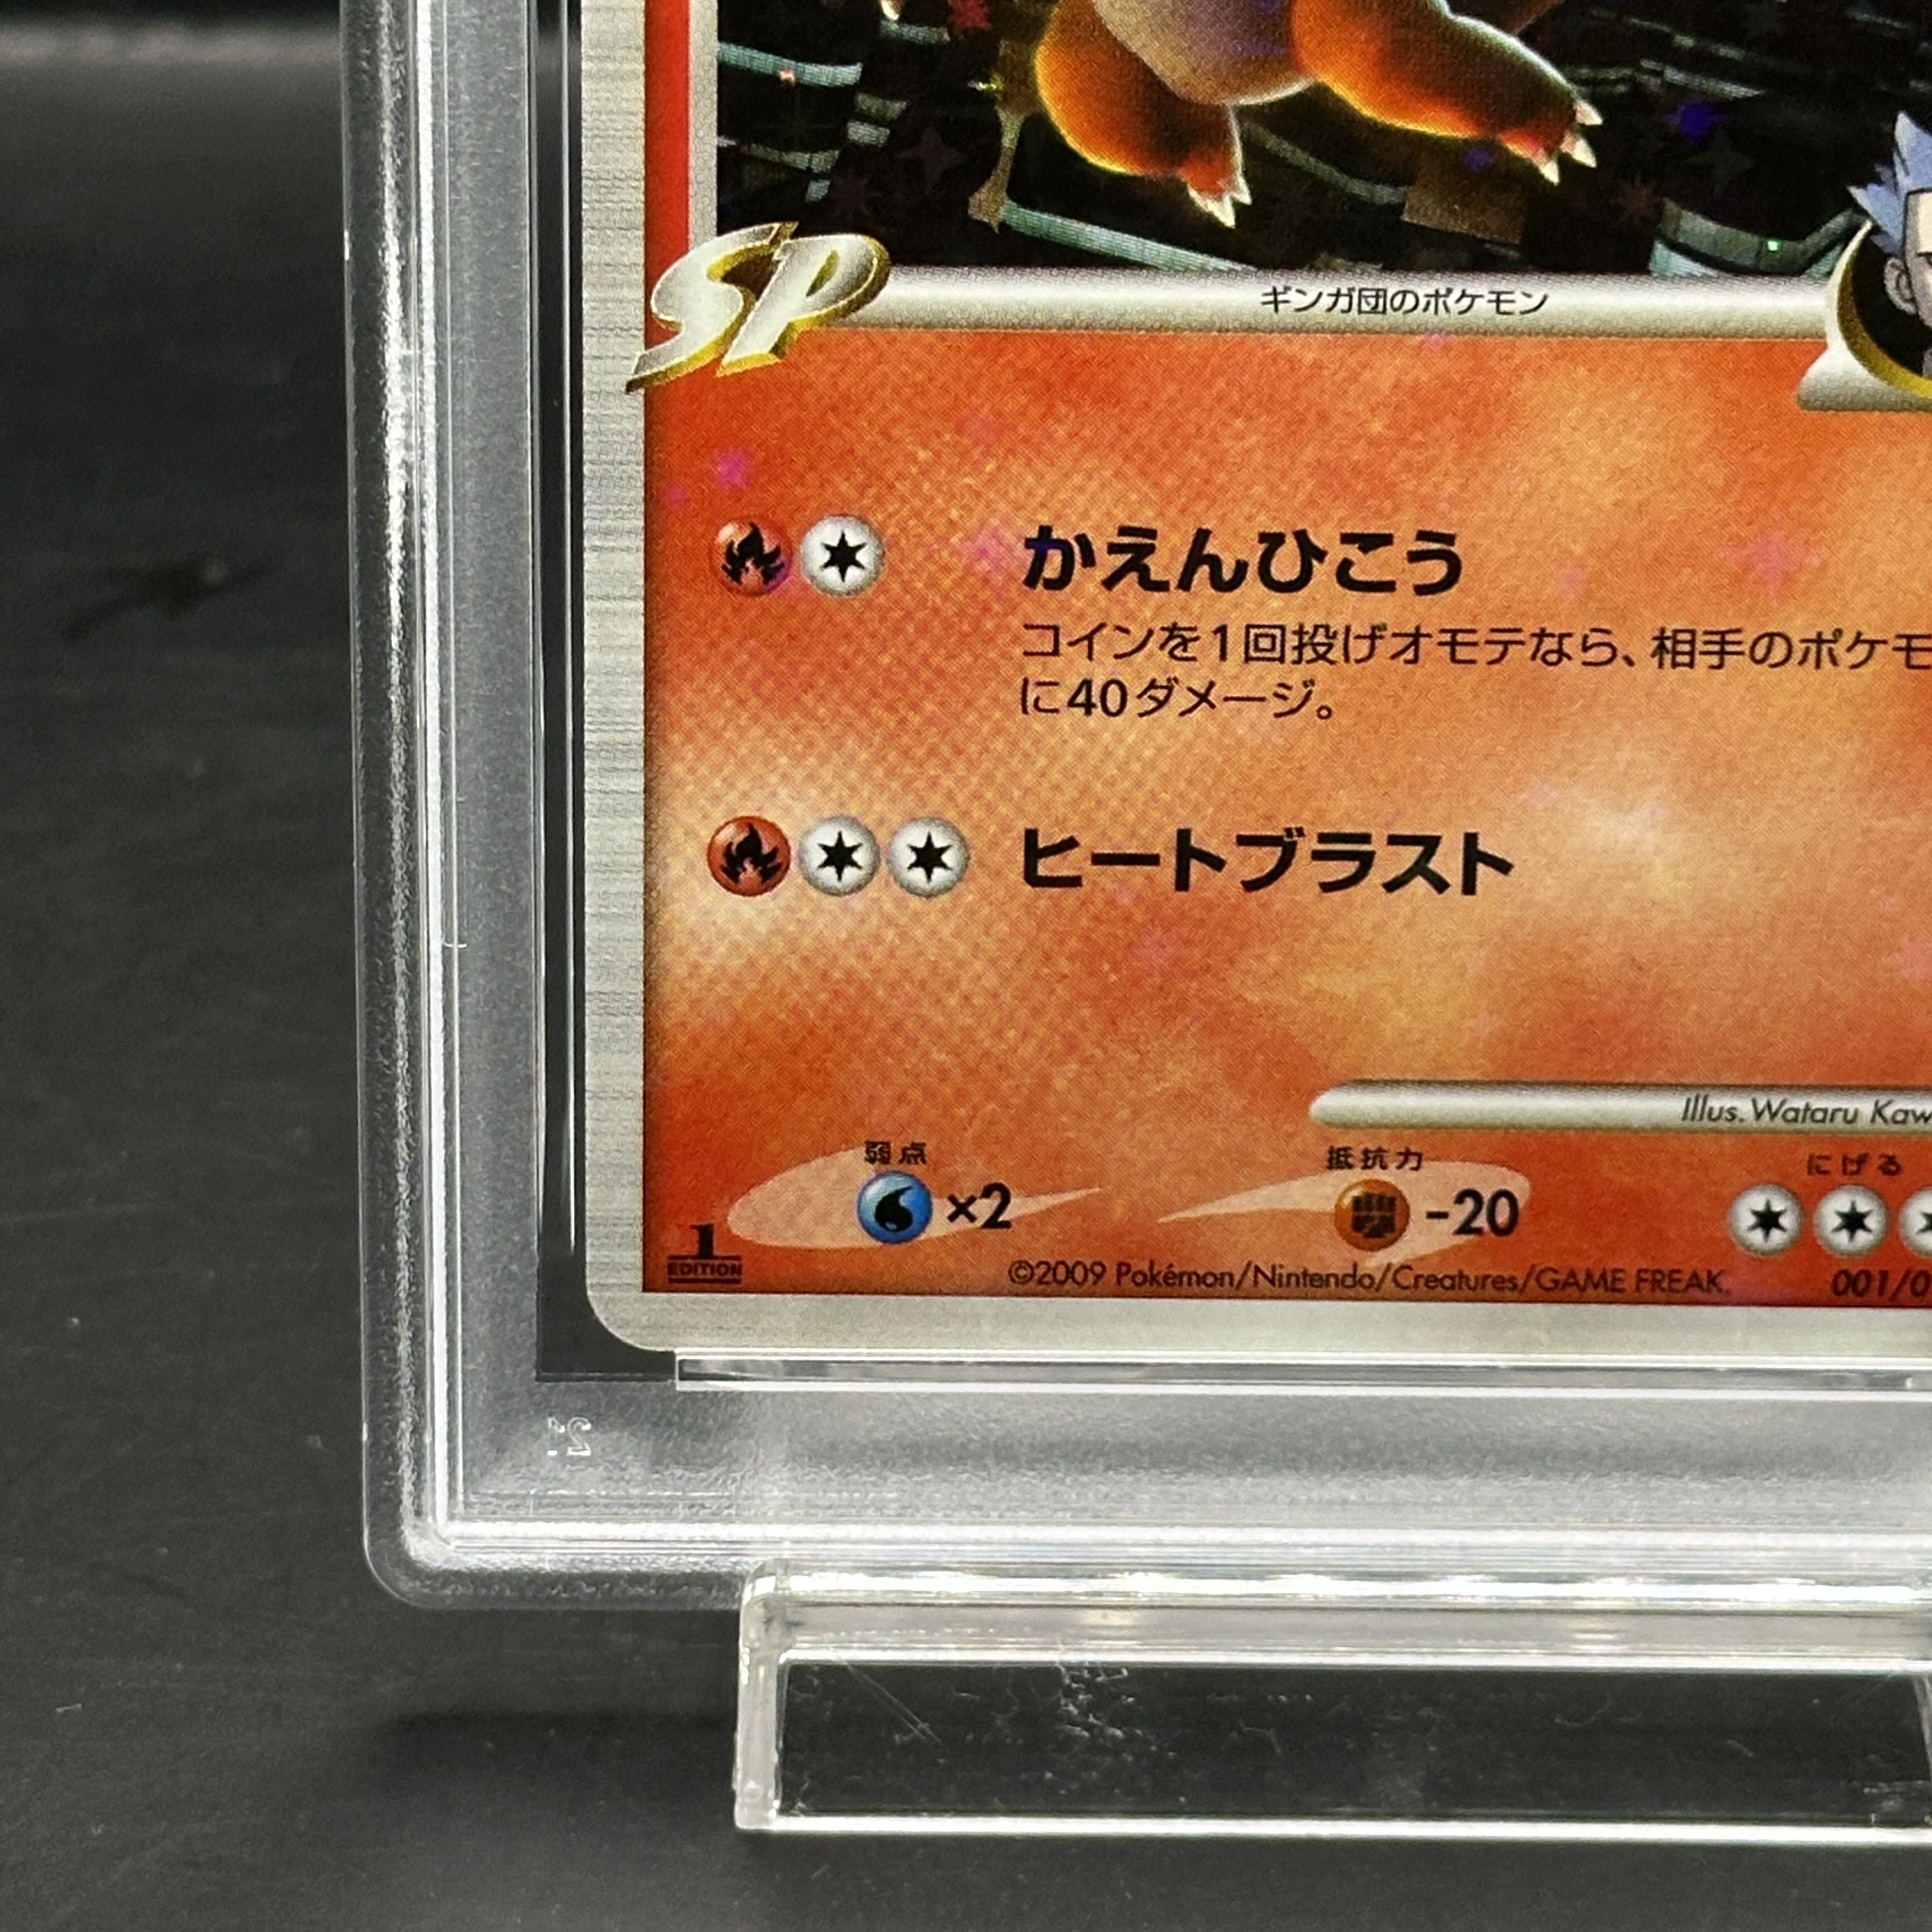 SP
ギンガ団のポケモン
かえんひこう
コインを1回投げオモテなら、相手のポケモ
に40ダメージ。
ヒートブラスト
Illus. Wataru Kaw
弱点
抵抗力
にげる
×2
-20
1
EDITION
©2009 Pokémon/Nintendo/Creatures/GAME FREAK.
001/0